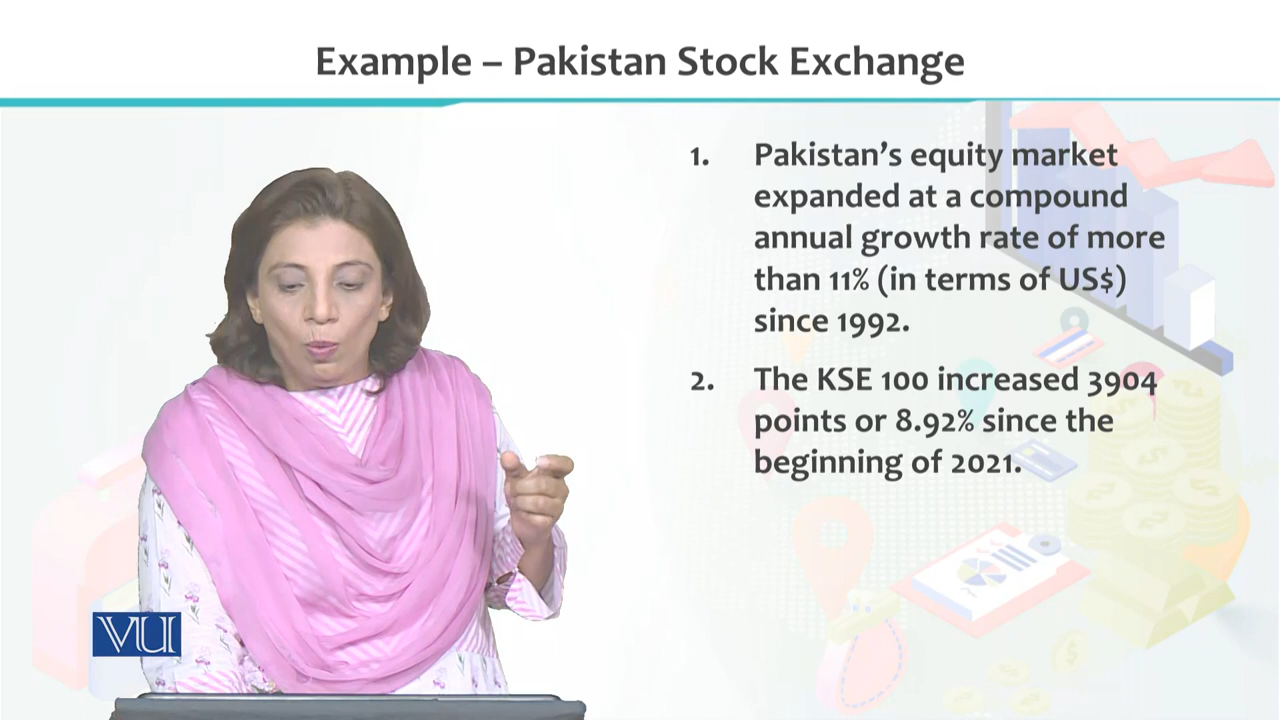 Example – Pakistan Stock Exchange
1. Pakistan’s equity market
expanded at a compound
annual growth rate of more
than 11% (in terms of US$)
since 1992.
2. The KSE 100 increased 3904
points or 8.92% since the
beginning of 2021.
VU